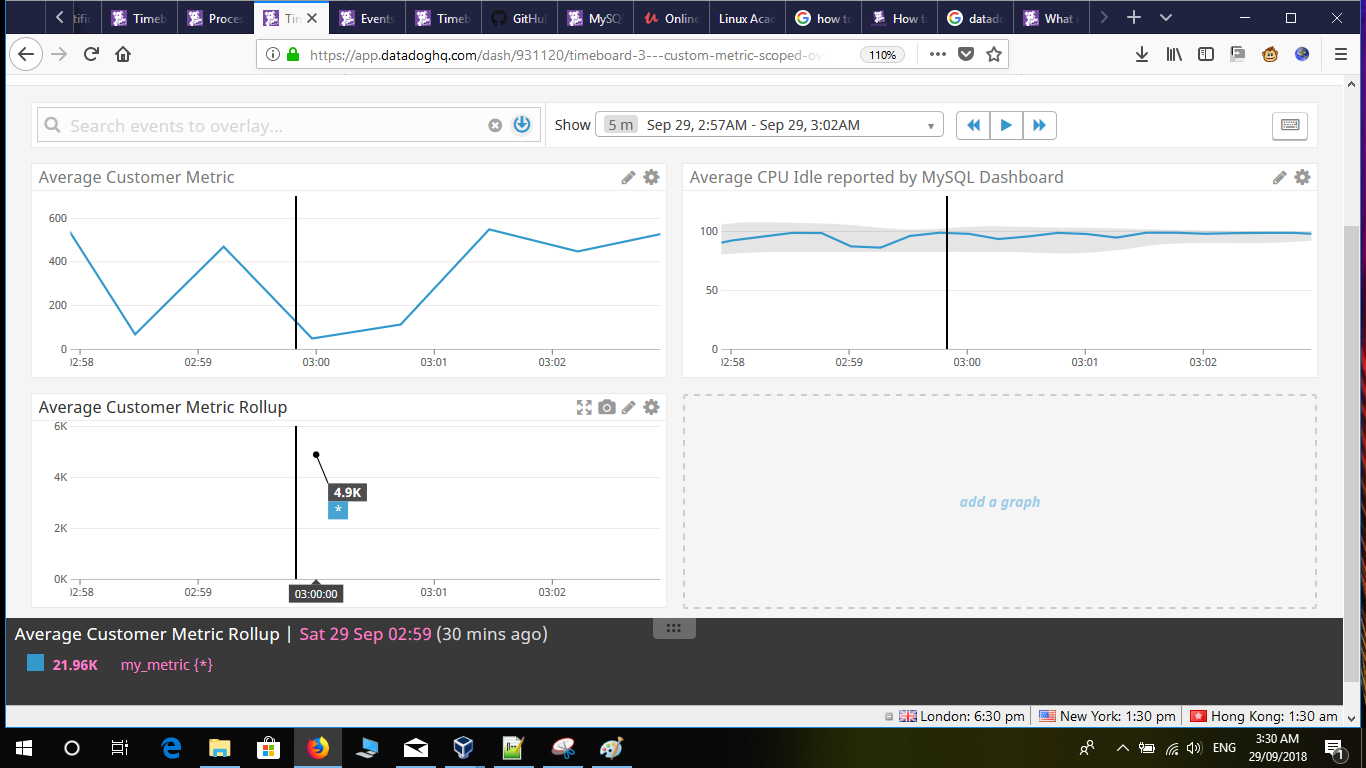 tific
Timeb
Proces
Tim
Events
Timeb
GitHub
MySQ
Online
Linux Acad
how to
How t
datad
What i
https://app.datadoghq.com/dash/931120/timeboard-3---custom-metric-scoped-ov
110%
Search events to overlay...
Show 5 m Sep 29, 2:57AM - Sep 29, 3:02AM
Average Customer Metric
600
400
200
0
02:58 02:59 03:00 03:01 03:02
Average CPU Idle reported by MySQL Dashboard
100
50
0
02:58 02:59 03:00 03:01 03:02
Average Customer Metric Rollup
6K
4K
2K
0K
4.9K
*
02:58 02:59 03:00:00 03:01 03:02
add a graph
Average Customer Metric Rollup | Sat 29 Sep 02:59 (30 mins ago)
21.96K my_metric {*}
London: 6:30 pm New York: 1:30 pm Hong Kong: 1:30 am
ENG
3:30 AM
29/09/2018
1